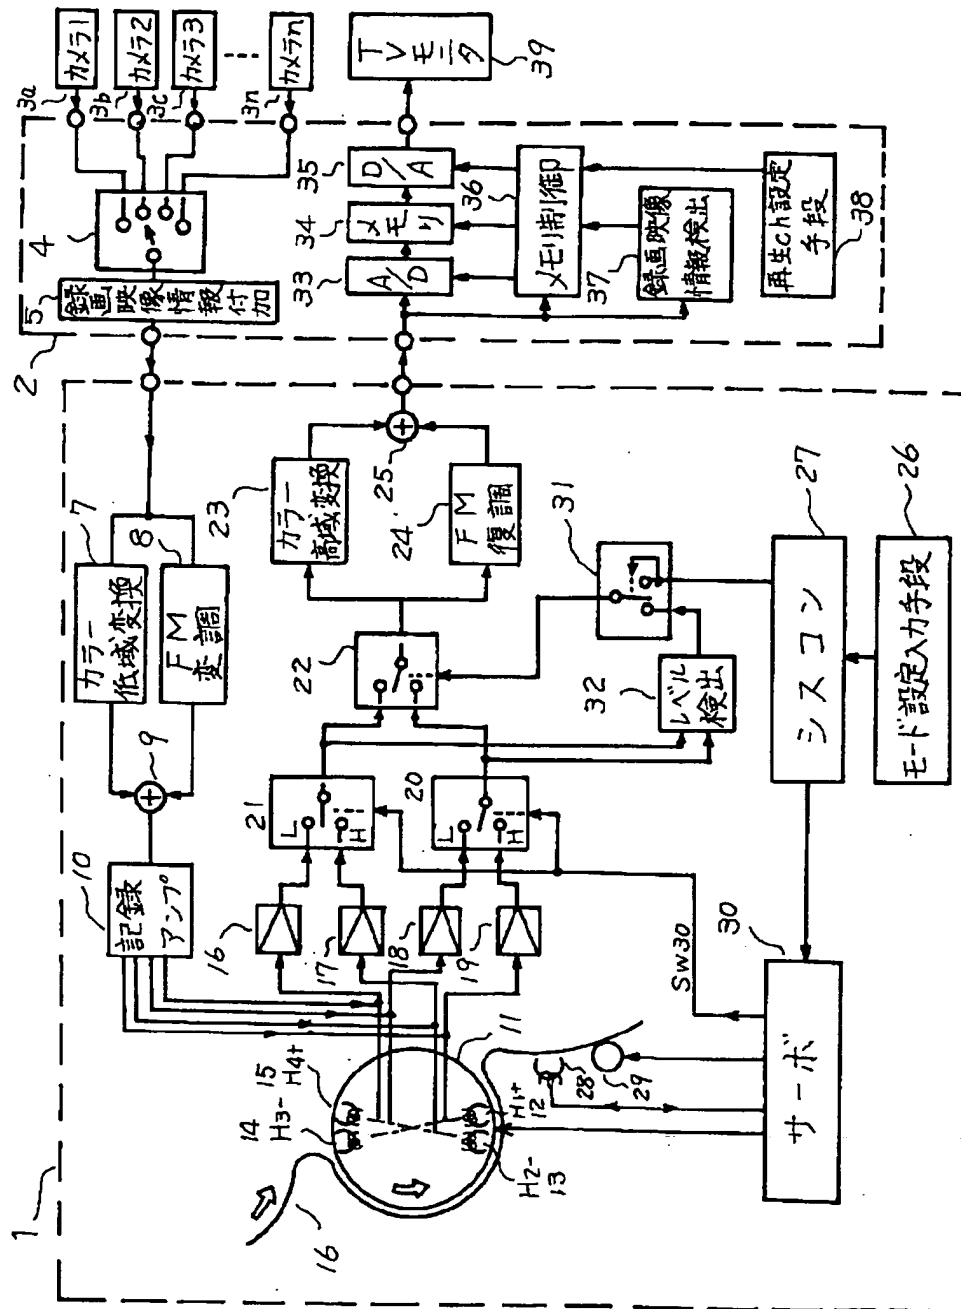 1
2
3a
カメラ1
3b
カメラ2
3c
カメラ3
3n
カメラn
4
5
録画映像情報付加
7
カラー
低域変換
8
FM
変調
9
10
記録
アンプ
11
H1+
12
H2-
13
14
H3-
15
H4+
16
16
17
18
19
20
L
H
21
L
H
22
23
カラー
高域変換
24
FM
復調
25
26
モード設定入力手段
27
シスコン
28
29
30
サーボ
SW30
31
32
レベル
検出
33
A/D
34
メモリ
35
D/A
36
メモリ制御
37
録画映像
情報検出
38
再生ch設定
手段
39
TVモニタ